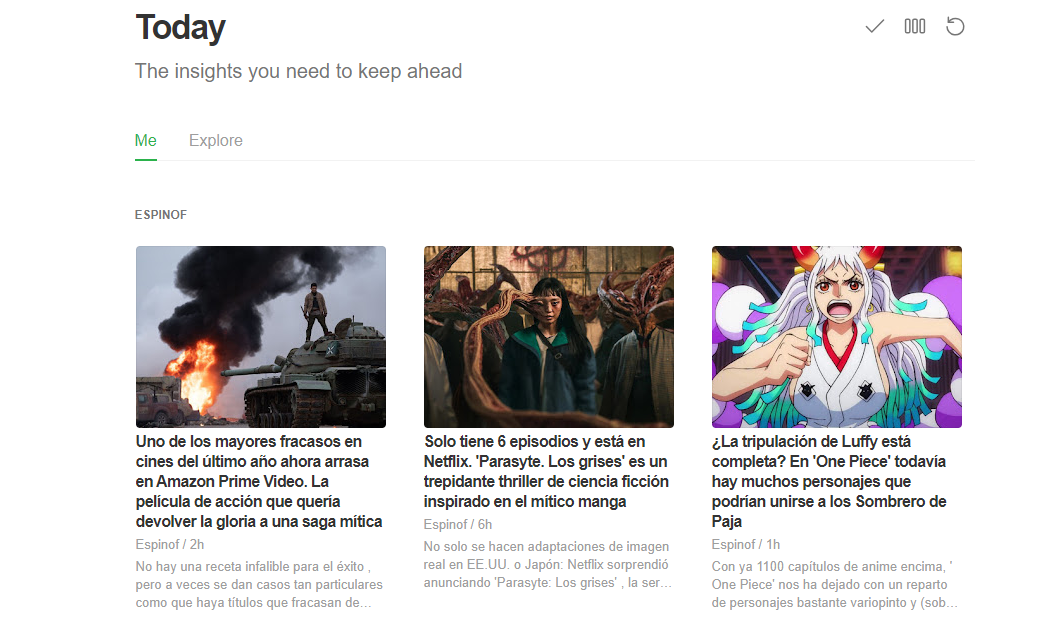 Today
The insights you need to keep ahead
Me
Explore
ESPINOF
Uno de los mayores fracasos en
cines del último año ahora arrasa
en Amazon Prime Video. La
película de acción que quería
devolver la gloria a una saga mítica
Espinof / 2h
No hay una receta infalible para el éxito ,
pero a veces se dan casos tan particulares
como que haya títulos que fracasan de...
Solo tiene 6 episodios y está en
Netflix. 'Parasyte. Los grises' es un
trepidante thriller de ciencia ficción
inspirado en el mítico manga
Espinof / 6h
No solo se hacen adaptaciones de imagen
real en EE.UU. o Japón: Netflix sorprendió
anunciando 'Parasyte: Los grises' , la ser...
¿La tripulación de Luffy está
completa? En 'One Piece' todavía
hay muchos personajes que
podrían unirse a los Sombrero de
Paja
Espinof / 1h
Con ya 1100 capítulos de anime encima, '
One Piece' nos ha dejado con un reparto
de personajes bastante variopinto y (sob...